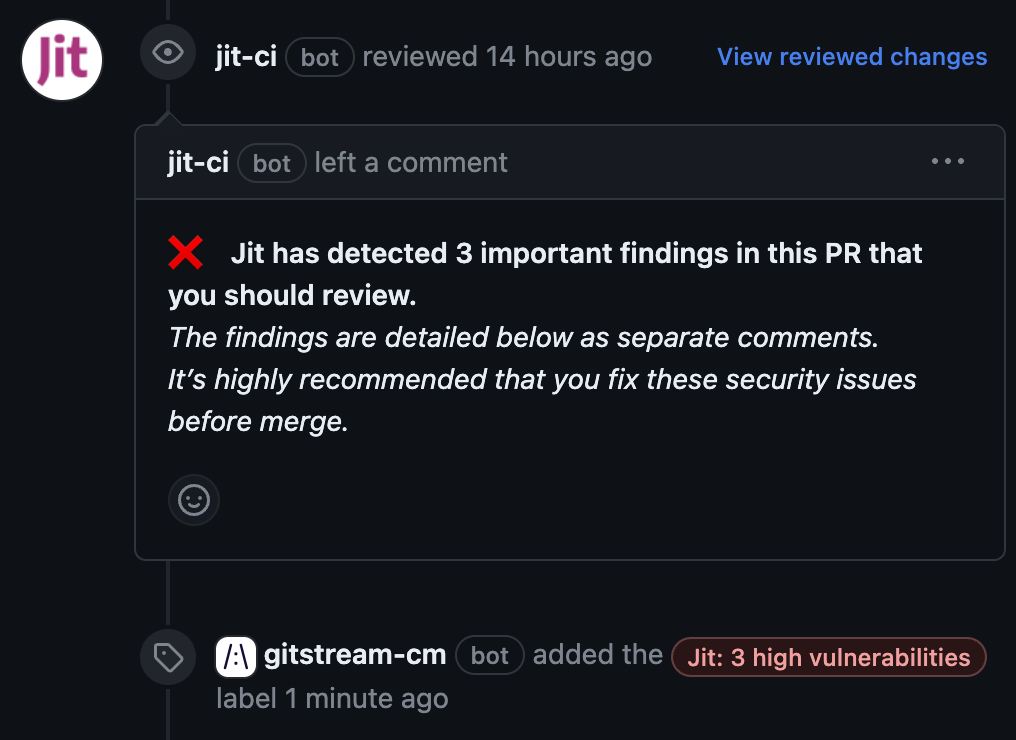 Jit
jit-ci bot reviewed 14 hours ago View reviewed changes
jit-ci bot left a comment
Jit has detected 3 important findings in this PR that
you should review.
The findings are detailed below as separate comments.
It’s highly recommended that you fix these security issues
before merge.
/:\ gitstream-cm bot added the Jit: 3 high vulnerabilities
label 1 minute ago